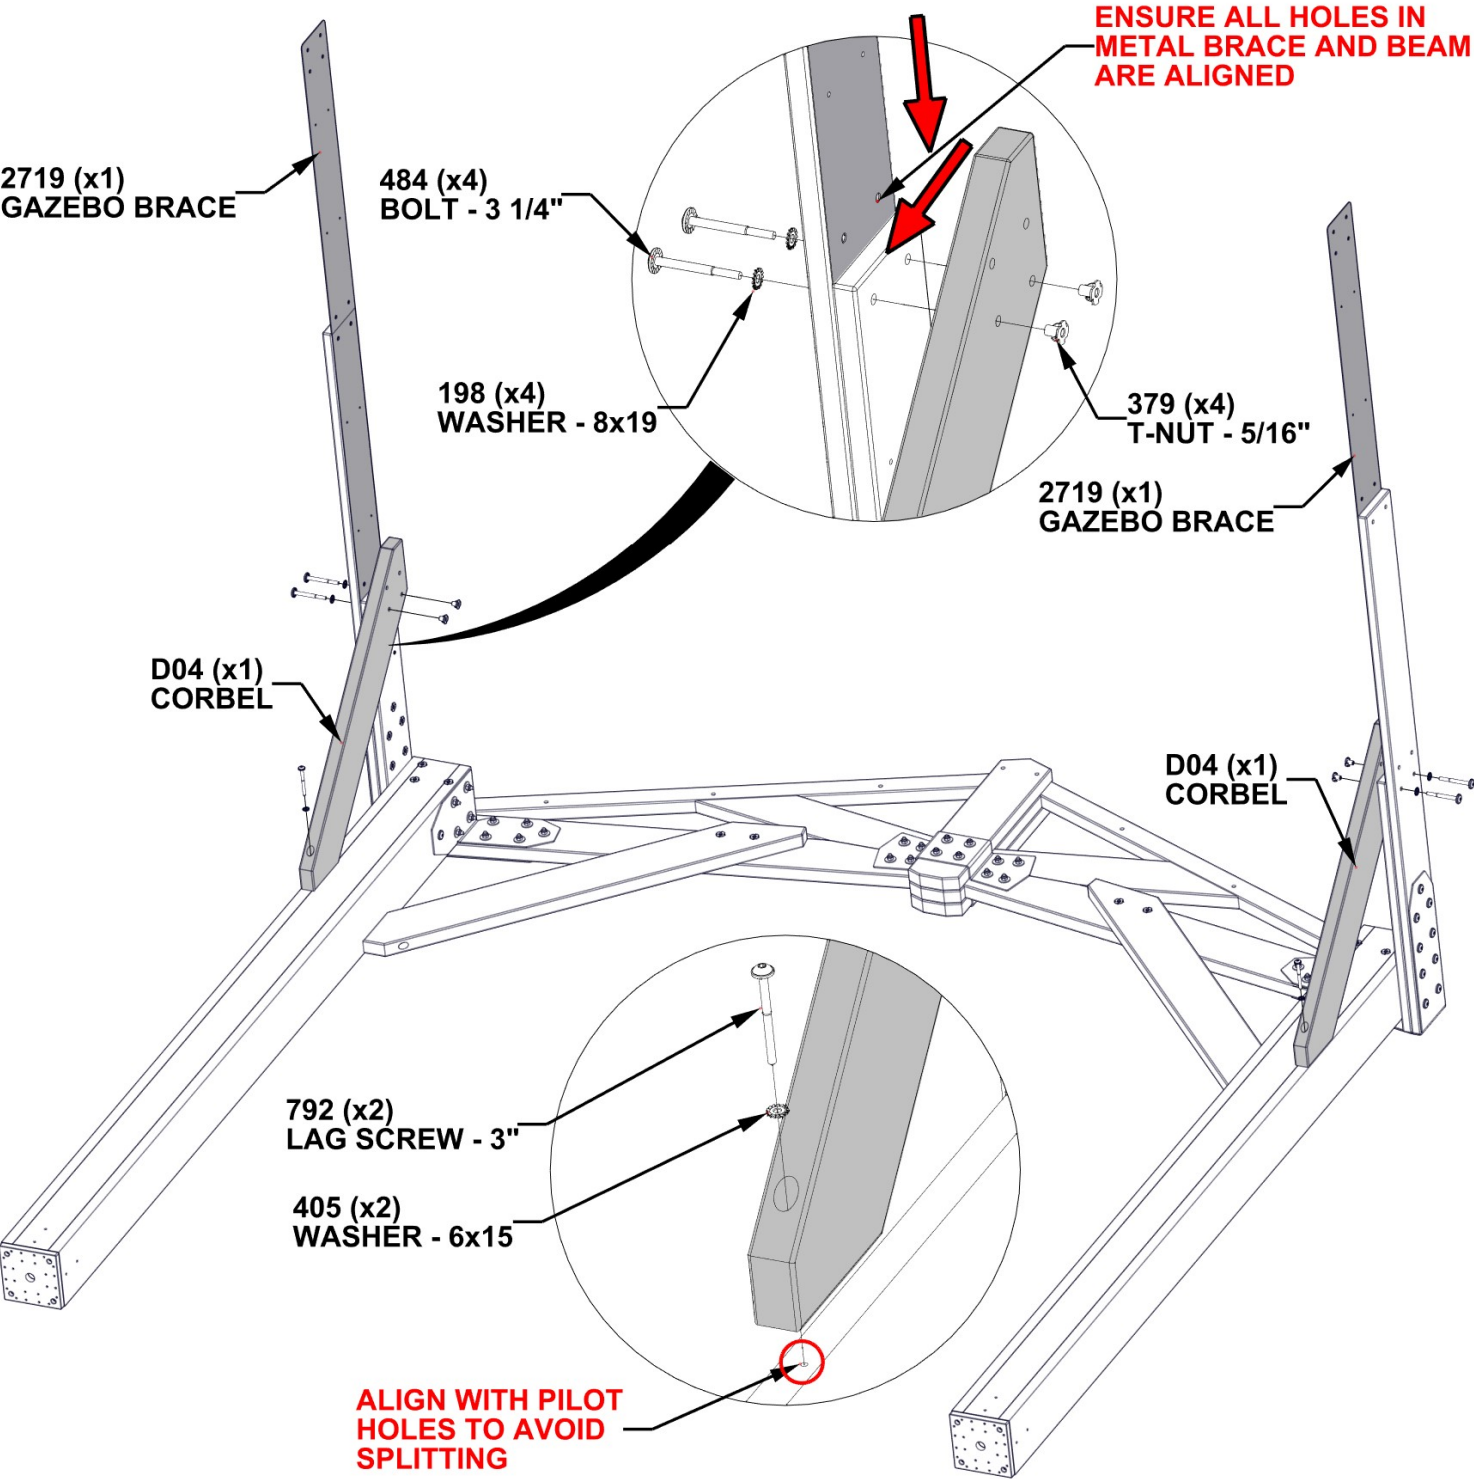 ENSURE ALL HOLES IN
METAL BRACE AND BEAM
ARE ALIGNED
2719 (x1)
GAZEBO BRACE
484 (x4)
BOLT - 3 1/4"
198 (x4)
WASHER - 8x19
379 (x4)
T-NUT - 5/16"
2719 (x1)
GAZEBO BRACE
D04 (x1)
CORBEL
D04 (x1)
CORBEL
792 (x2)
LAG SCREW - 3"
405 (x2)
WASHER - 6x15
ALIGN WITH PILOT
HOLES TO AVOID
SPLITTING